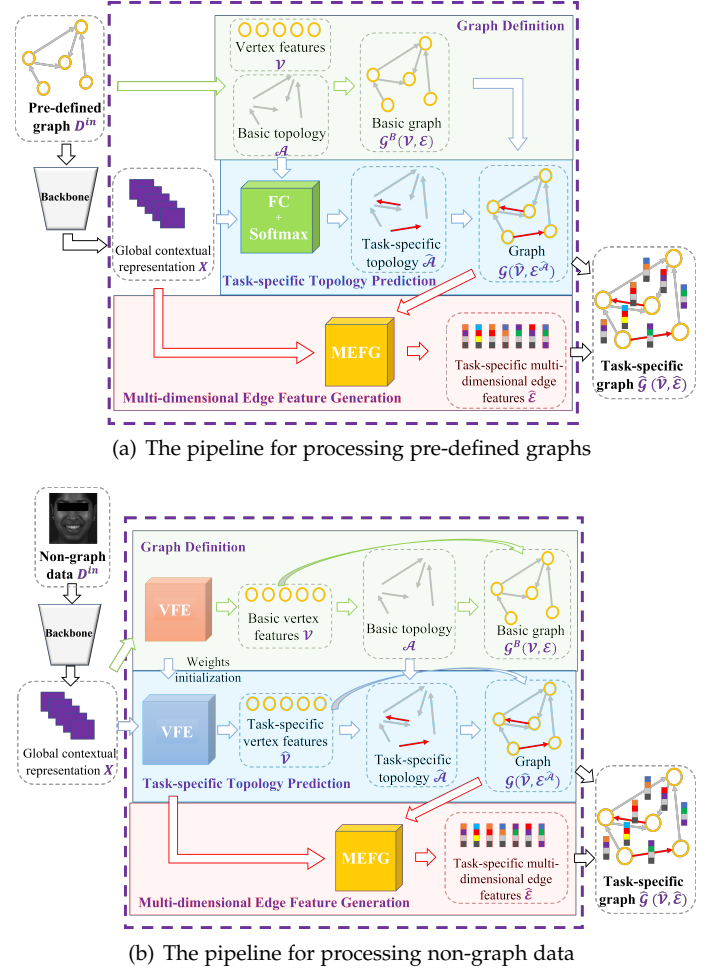 Graph Definition
Vertex features
𝒱
Pre-defined
graph D^in
Basic topology
𝒜
Basic graph
𝒢^B(𝒱, ℰ)
Backbone
FC
+
Softmax
Global contextual
representation X
Task-specific
topology 𝒜̂
Graph
𝒢(𝒱̂, ℰ^𝒜̂)
Task-specific Topology Prediction
MEFG
Task-specific multi-
dimensional edge
features ℰ̂
Multi-dimensional Edge Feature Generation
Task-specific
graph 𝒢̂ (𝒱̂, ℰ̂)
(a) The pipeline for processing pre-defined graphs
Non-graph
data D^in
Graph Definition
VFE
Basic vertex
features 𝒱
Basic topology
𝒜
Basic graph
𝒢^B(𝒱, ℰ)
Backbone
Weights
initialization
Global contextual
representation X
VFE
Task-specific
vertex features
𝒱̂
Task-specific
topology 𝒜̂
Graph
𝒢(𝒱̂, ℰ^𝒜̂)
Task-specific Topology Prediction
MEFG
Task-specific multi-
dimensional edge
features ℰ̂
Multi-dimensional Edge Feature Generation
Task-specific
graph 𝒢̂ (𝒱̂, ℰ̂)
(b) The pipeline for processing non-graph data